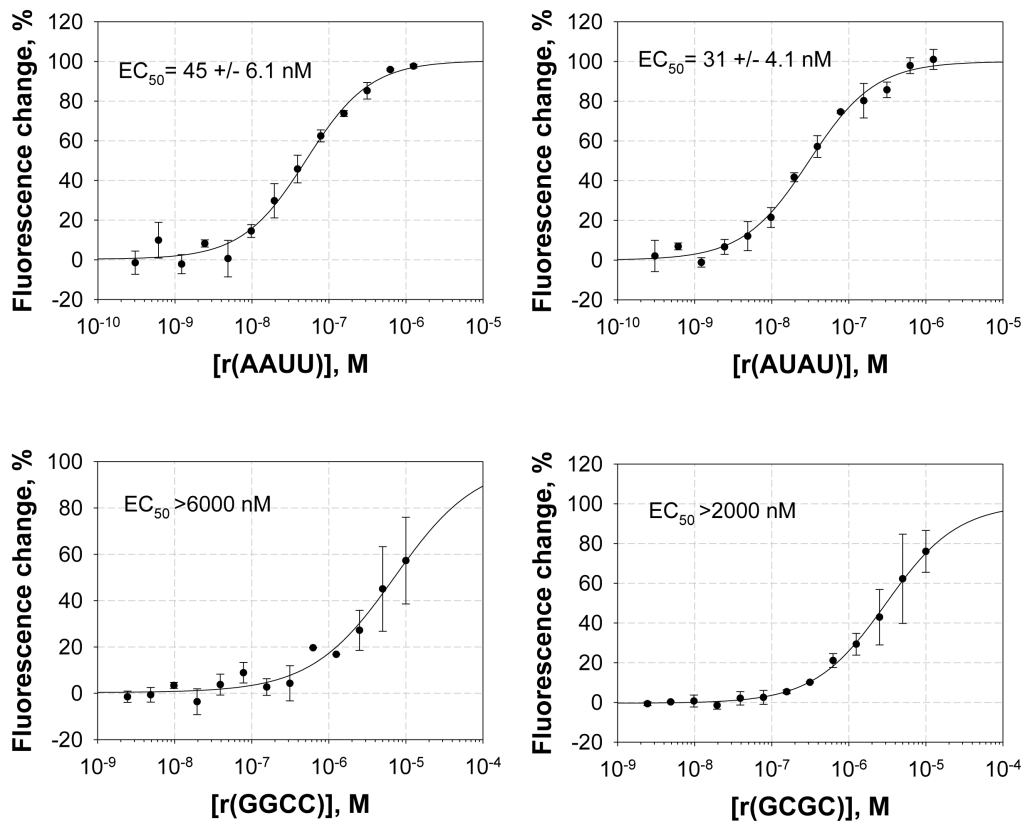 Fluorescence change, %
120
100
80
60
40
20
0
-20
EC50= 45 +/- 6.1 nM
10-10 10-9 10-8 10-7 10-6 10-5
[r(AAUU)], M
Fluorescence change, %
120
100
80
60
40
20
0
-20
EC50= 31 +/- 4.1 nM
10-10 10-9 10-8 10-7 10-6 10-5
[r(AUAU)], M
Fluorescence change, %
100
80
60
40
20
0
-20
EC50 >6000 nM
10-9 10-8 10-7 10-6 10-5 10-4
[r(GGCC)], M
Fluorescence change, %
120
100
80
60
40
20
0
-20
EC50 >2000 nM
10-9 10-8 10-7 10-6 10-5 10-4
[r(GCGC)], M